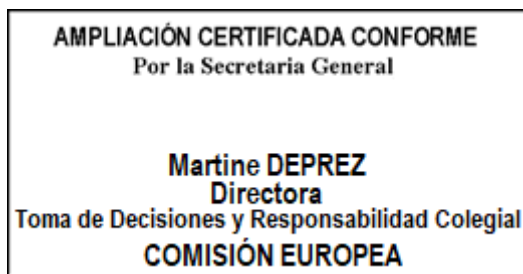 AMPLIACIÓN CERTIFICADA CONFORME
Por la Secretaria General
Martine DEPREZ
Directora
Toma de Decisiones y Responsabilidad Colegial
COMISIÓN EUROPEA